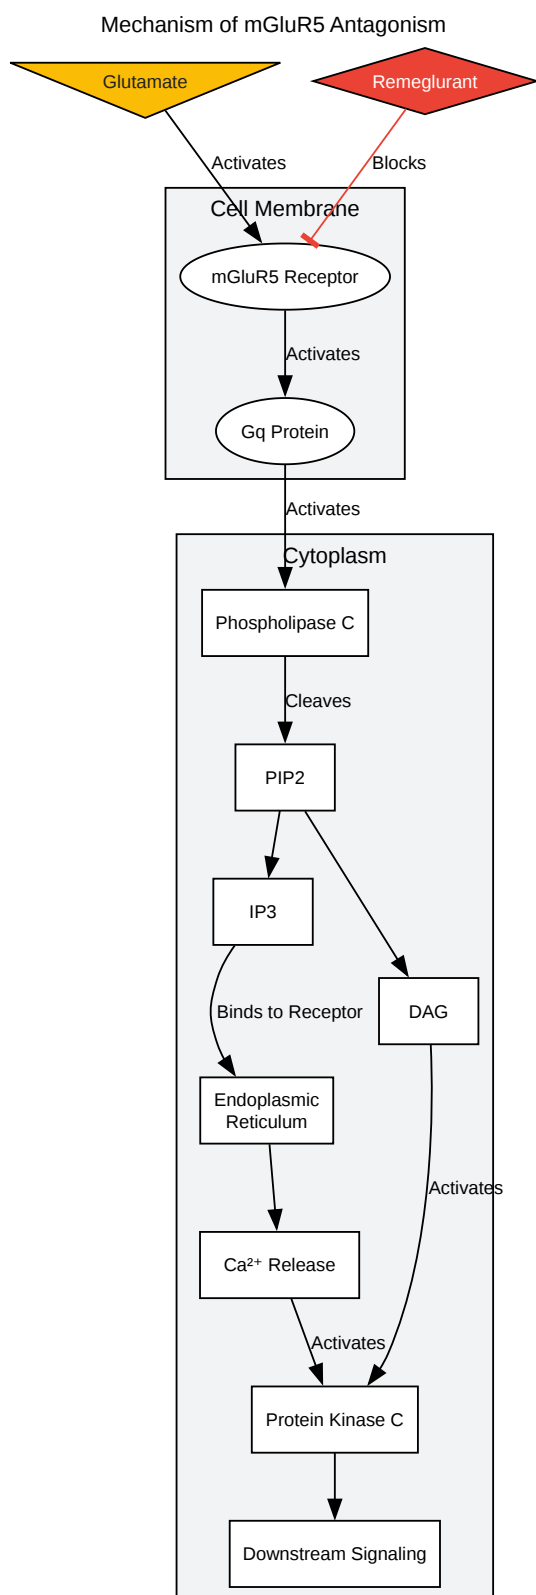 Mechanism of mGluR5 Antagonism
Glutamate
Remeglurant
Activates
Blocks
Cell Membrane
mGluR5 Receptor
Activates
Gq Protein
Activates
Cytoplasm
Phospholipase C
Cleaves
PIP2
IP3
Binds to Receptor
DAG
Endoplasmic
Reticulum
Activates
Ca²⁺ Release
Activates
Protein Kinase C
Downstream Signaling